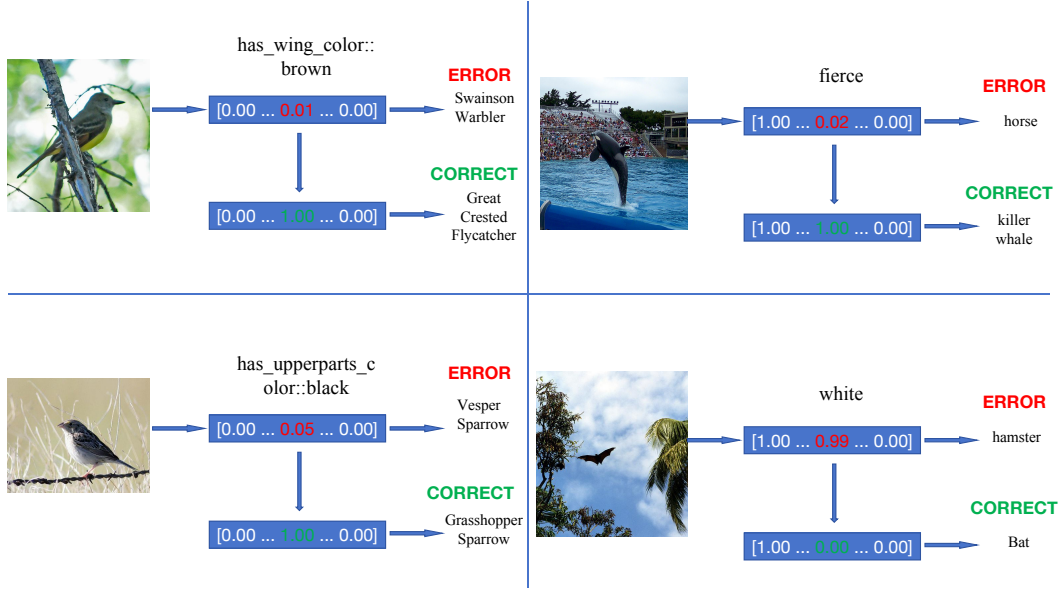 has_wing_color::
brown
ERROR
[0.00 ... 0.01 ... 0.00]
Swainson
Warbler
CORRECT
[0.00 ... 1.00 ... 0.00]
Great
Crested
Flycatcher
fierce
ERROR
[1.00 ... 0.02 ... 0.00]
horse
CORRECT
[1.00 ... 1.00 ... 0.00]
killer
whale
has_upperparts_c
olor::black
ERROR
[0.00 ... 0.05 ... 0.00]
Vesper
Sparrow
CORRECT
[0.00 ... 1.00 ... 0.00]
Grasshopper
Sparrow
white
ERROR
[1.00 ... 0.99 ... 0.00]
hamster
CORRECT
[1.00 ... 0.00 ... 0.00]
Bat